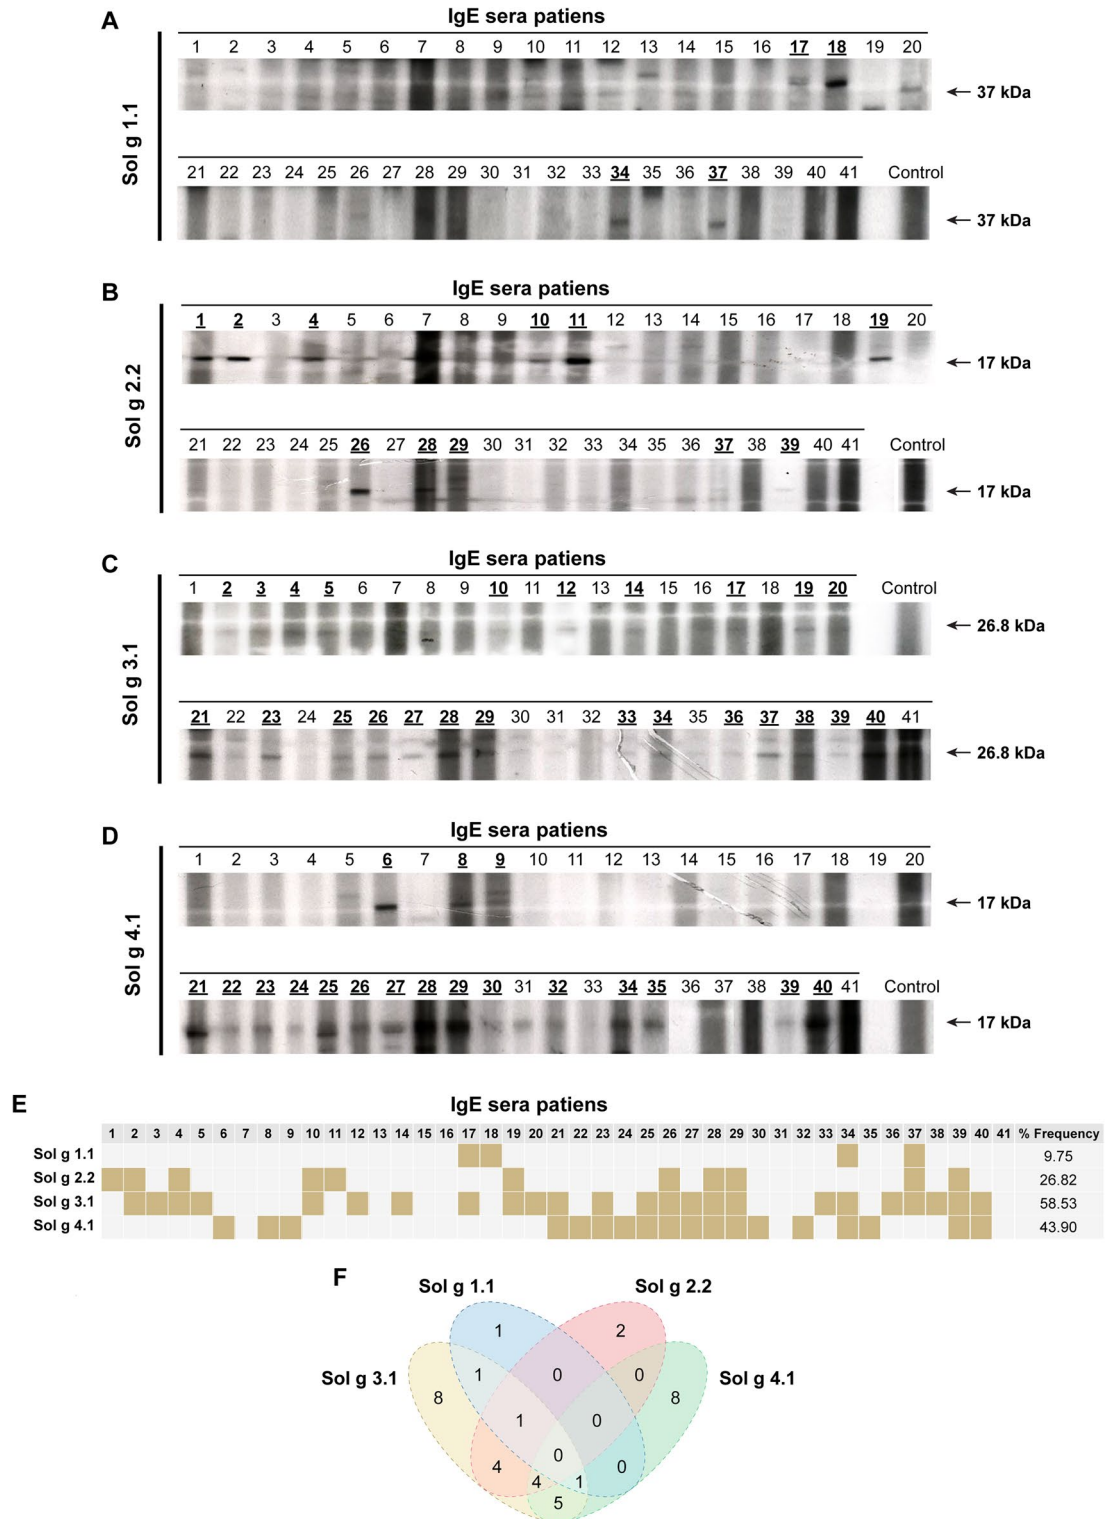 A
IgE sera patiens
1 2 3 4 5 6 7 8 9 10 11 12 13 14 15 16 17 18 19 20
Sol g 1.1
37 kDa
21 22 23 24 25 26 27 28 29 30 31 32 33 34 35 36 37 38 39 40 41 Control
37 kDa
B
IgE sera patiens
1 2 3 4 5 6 7 8 9 10 11 12 13 14 15 16 17 18 19 20
Sol g 2.2
17 kDa
21 22 23 24 25 26 27 28 29 30 31 32 33 34 35 36 37 38 39 40 41 Control
17 kDa
C
IgE sera patiens
1 2 3 4 5 6 7 8 9 10 11 12 13 14 15 16 17 18 19 20 Control
Sol g 3.1
26.8 kDa
21 22 23 24 25 26 27 28 29 30 31 32 33 34 35 36 37 38 39 40 41
26.8 kDa
D
IgE sera patiens
1 2 3 4 5 6 7 8 9 10 11 12 13 14 15 16 17 18 19 20
Sol g 4.1
17 kDa
21 22 23 24 25 26 27 28 29 30 31 32 33 34 35 36 37 38 39 40 41 Control
17 kDa
E
IgE sera patiens
1 2 3 4 5 6 7 8 9 10 11 12 13 14 15 16 17 18 19 20 21 22 23 24 25 26 27 28 29 30 31 32 33 34 35 36 37 38 39 40 41 % Frequency
Sol g 1.1 9.75
Sol g 2.2 26.82
Sol g 3.1 58.53
Sol g 4.1 43.90
F
Sol g 1.1 Sol g 2.2
1 2
Sol g 3.1 1 0 0 Sol g 4.1
8 8
1 0
0
4 0
4 1
5